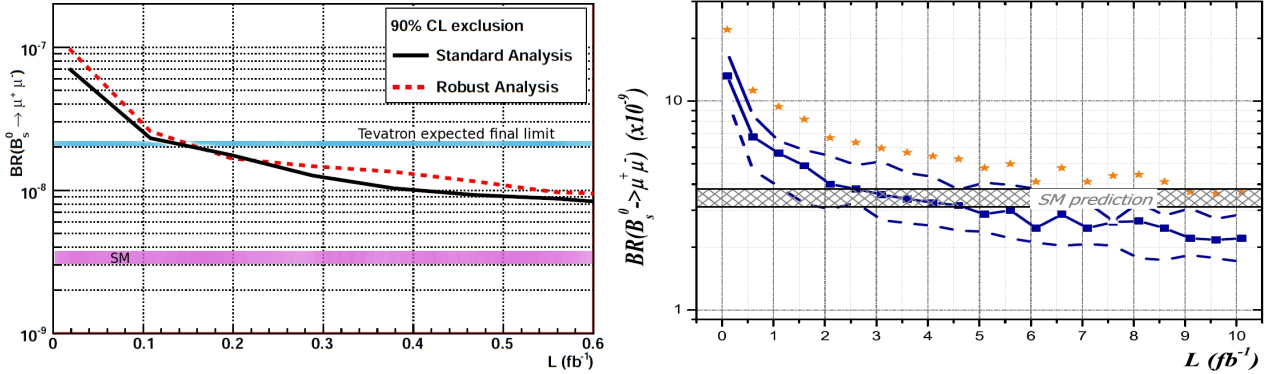 90% CL exclusion
Standard Analysis
Robust Analysis
Tevatron expected final limit
SM
BR(B⁰ₛ → μ⁺ μ⁻)
10⁻⁷
10⁻⁸
10⁻⁹
0 0.1 0.2 0.3 0.4 0.5 0.6
L (fb⁻¹)
BR(B⁰ₛ->μ⁺μ⁻) (x10⁻⁹)
10
1
SM prediction
0 1 2 3 4 5 6 7 8 9 10
L (fb⁻¹)